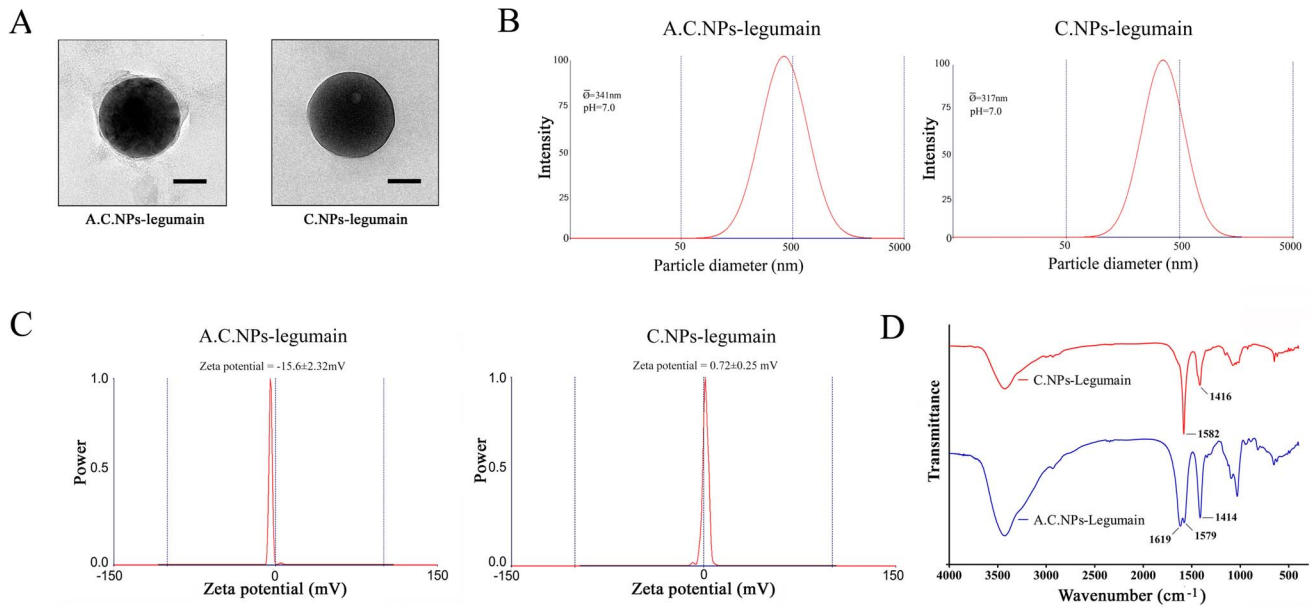 A
A.C.NPs-legumain
C.NPs-legumain
B
A.C.NPs-legumain
Intensity
100
75
50
25
0
Ø̅=341nm
pH=7.0
50
500
5000
Particle diameter (nm)
C.NPs-legumain
Intensity
100
75
50
25
0
Ø̅=317nm
pH=7.0
50
500
5000
Particle diameter (nm)
C
A.C.NPs-legumain
Zeta potential = -15.6±2.32mV
Power
1.0
0.5
0.0
-150
0
150
Zeta potential (mV)
C.NPs-legumain
Zeta potential = 0.72±0.25 mV
Power
1.0
0.5
0.0
-150
0
150
Zeta potential (mV)
D
Transmittance
C.NPs-Legumain
1416
1582
A.C.NPs-Legumain
1414
1619
1579
4000
3500
3000
2500
2000
1500
1000
500
Wavenumber (cm⁻¹)